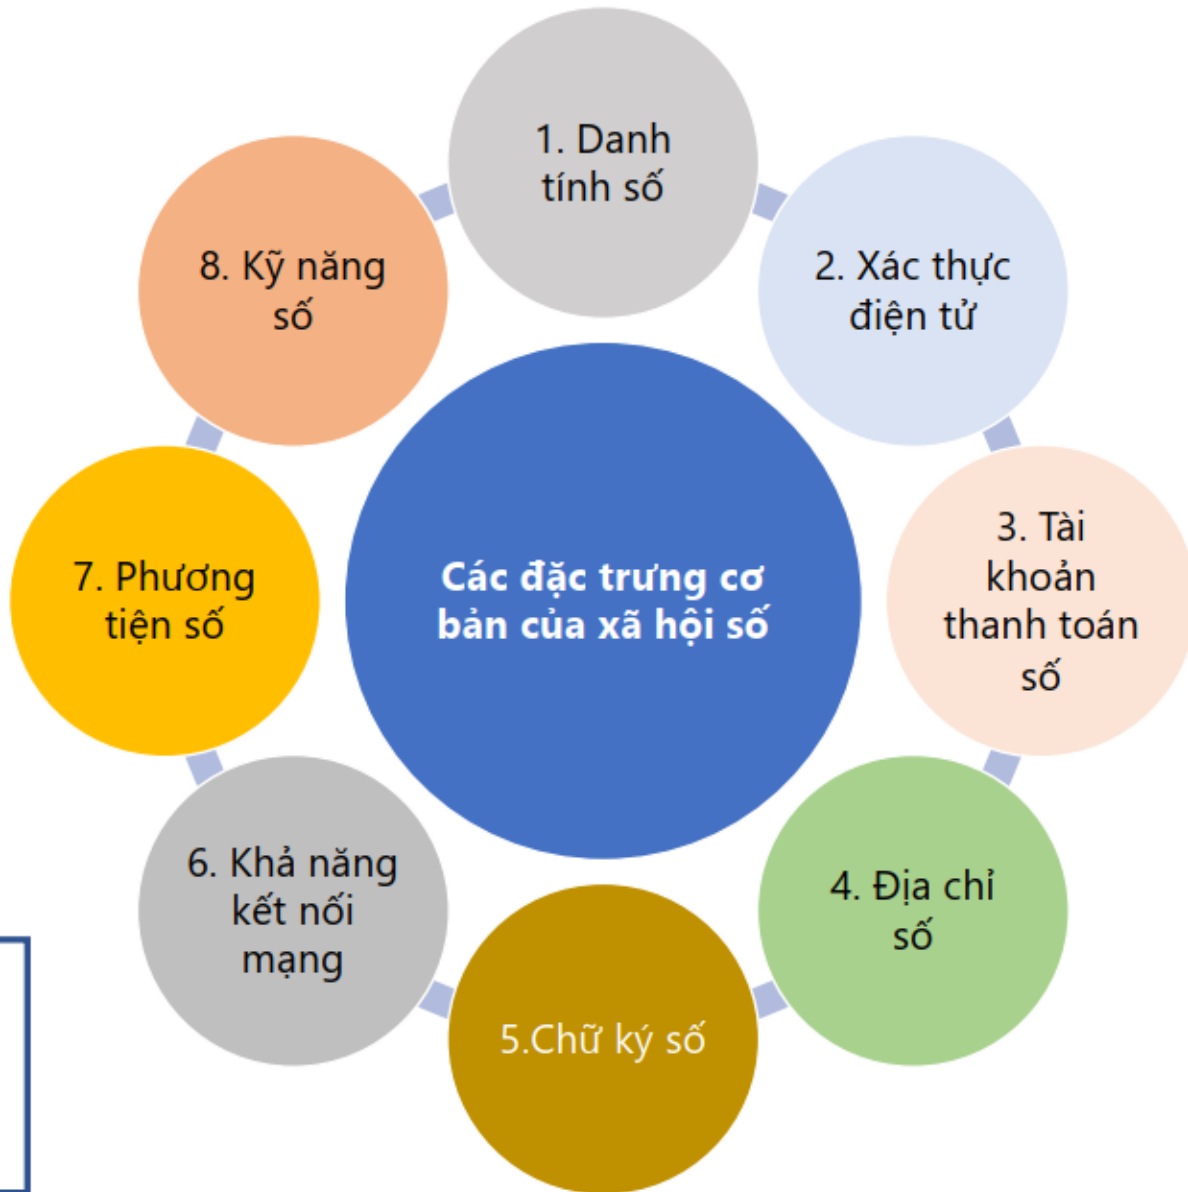 1. Danh
tính số
2. Xác thực
điện tử
3. Tài
khoản
thanh toán
số
4. Địa chỉ
số
5.Chữ ký số
6. Khả năng
kết nối
mạng
7. Phương
tiện số
8. Kỹ năng
số
Các đặc trưng cơ
bản của xã hội số